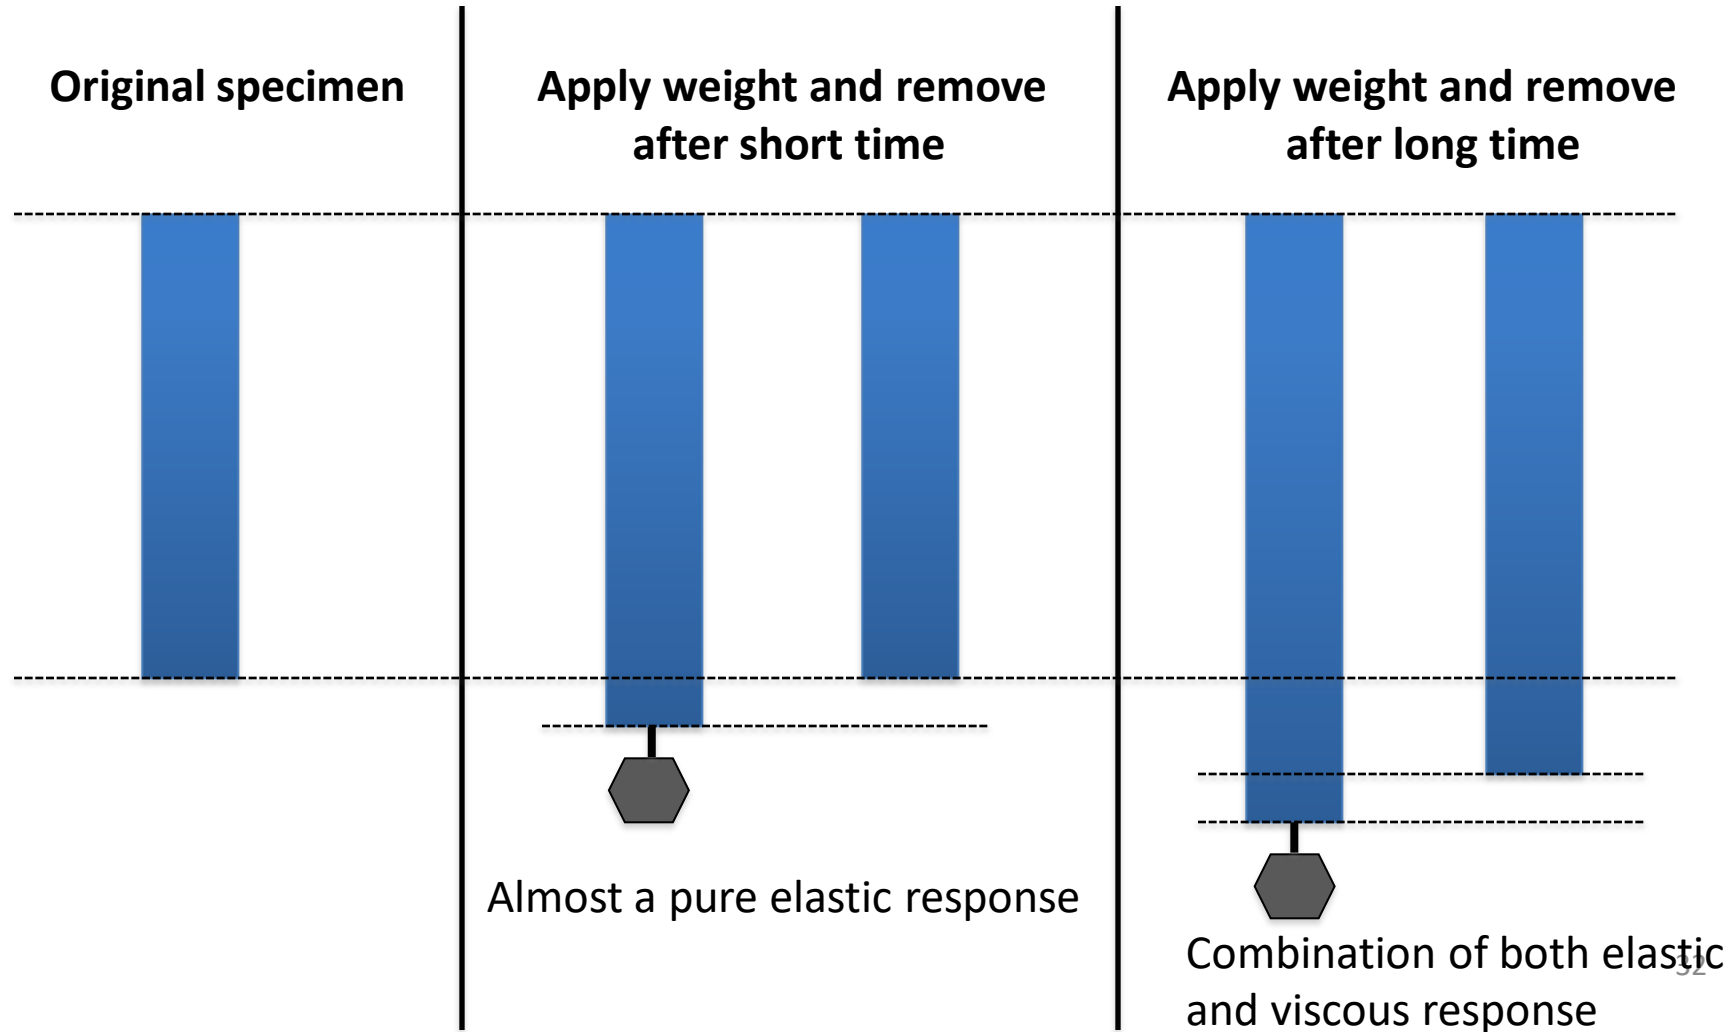 Original specimen
Apply weight and remove
after short time
Apply weight and remove
after long time
Almost a pure elastic response
Combination of both elastic
and viscous response
32